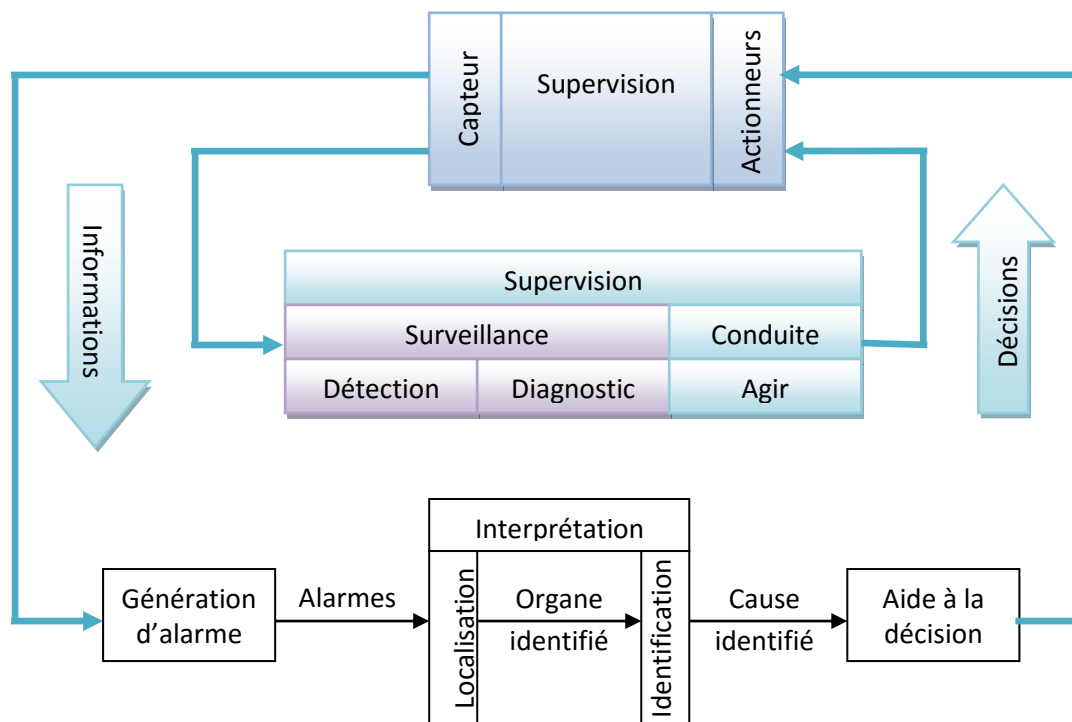 Capteur
Supervision
Actionneurs
Informations
Supervision
Surveillance
Conduite
Détection
Diagnostic
Agir
Décisions
Génération
d’alarme
Alarmes
Interprétation
Localisation
Organe
identifié
Identification
Cause
identifié
Aide à la
décision